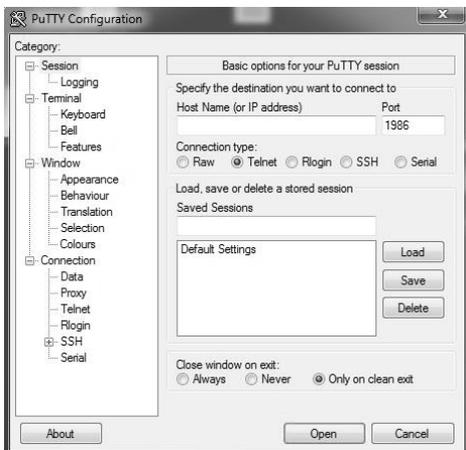 PuTTY Configuration
Category:
Session
Logging
Terminal
Keyboard
Bell
Features
Window
Appearance
Behaviour
Translation
Selection
Colours
Connection
Data
Proxy
Telnet
Rlogin
SSH
Serial
Basic options for your PuTTY session
Specify the destination you want to connect to
Host Name (or IP address) Port
1986
Connection type:
Raw Telnet Rlogin SSH Serial
Load, save or delete a stored session
Saved Sessions
Default Settings
Load
Save
Delete
Close window on exit:
Always Never Only on clean exit
About Open Cancel